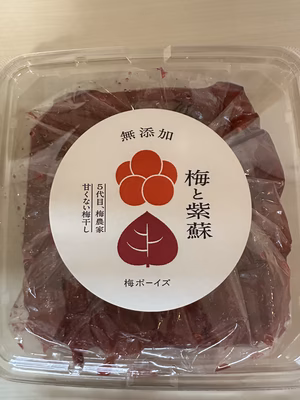 無添加
梅と紫蘇
5代目、梅農家
甘くない梅干し
梅ボーイズ